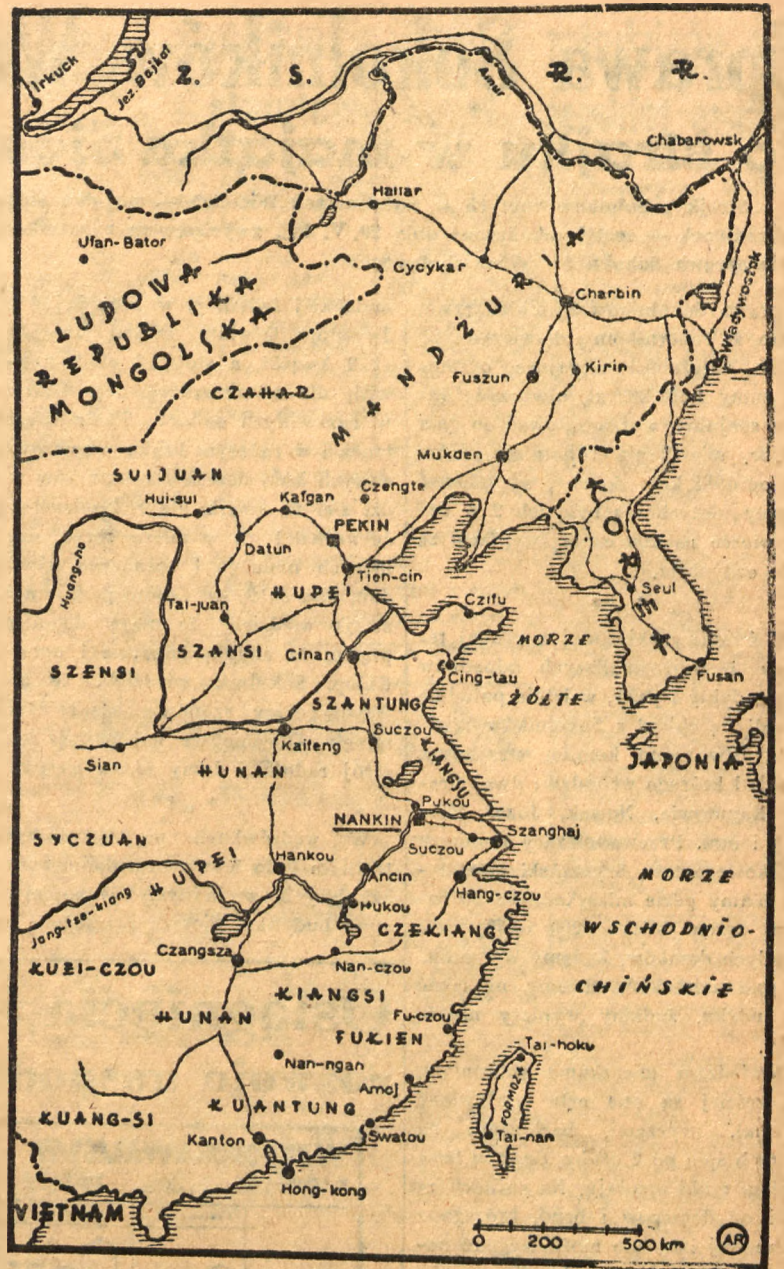 Irkuck
Jez. Bajkał
Z. S. R. R.
Amur
Chabarowsk
Hailar
Ułan-Bator
Cycykar
LUDOWA
REPUBLIKA
MONGOLSKA
MANDŻURIA
Charbin
Władywostok
CZAHAR
Fuszun
Kirin
Mukden
SUIJUAN
Hui-sui
Kałgan
Czengte
PEKIN
Datun
Huang-ho
Tien-cin
HUPEI
KOREA
Seul
Tai-juan
Czifu
SZENSI
SZANSI
Cinan
MORZE
ŻÓŁTE
Cing-tau
Fusan
SZANTUNG
Suczou
Kaifeng
Sian
KIANGSU
JAPONIA
HUNAN
Pukou
NANKIN
Szanghaj
Suczou
SYCZUAN
HUPEI
Hankou
Ancin
Hang-czou
MORZE
WSCHODNIO-
CHIŃSKIE
Jang-tse-kiang
Hukou
CZEKIANG
Czangsza
KUEI-CZOU
Nan-czou
KIANGSI
HUNAN
Fu-czou
FUKIEN
Tai-hoku
Nan-ngan
Amoj
FORMOZA
KUANTUNG
KUANG-SI
Kanton
Swatou
Tai-nan
Hong-kong
VIETNAM
0 200 500 km
AR